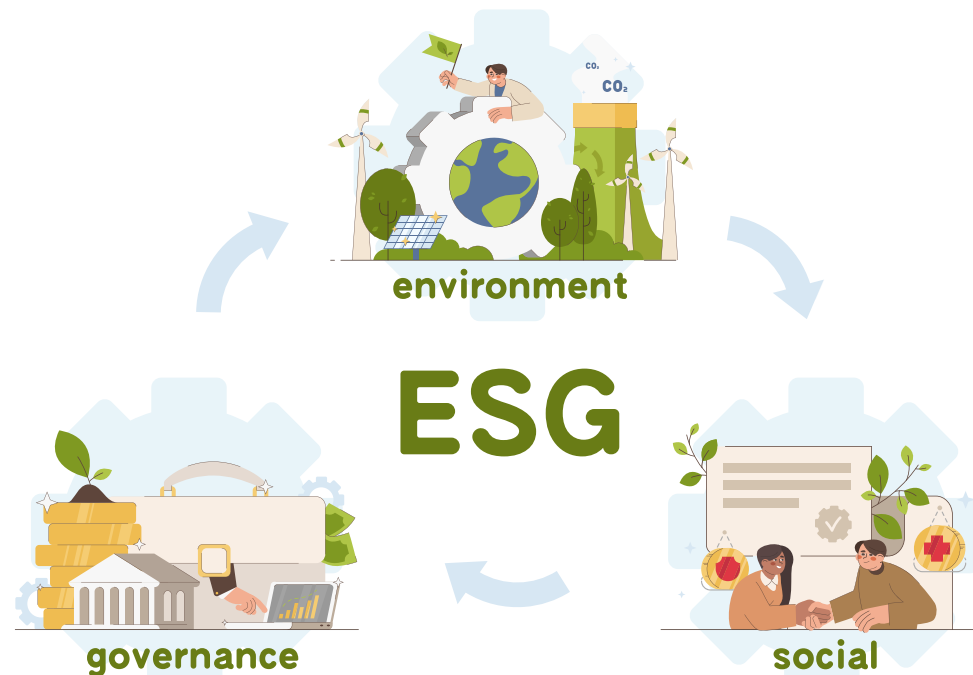 CO₂
CO₂
environment
ESG
governance
social